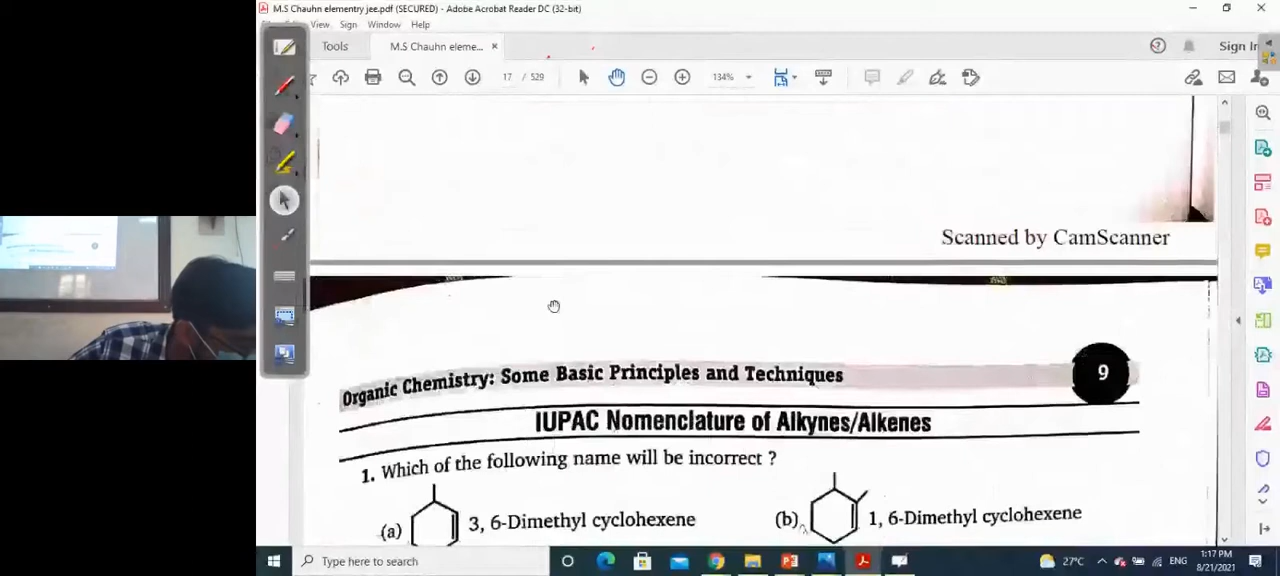 M.S Chauhn elementry jee.pdf (SECURED) - Adobe Acrobat Reader DC (32-bit)
View Sign Window Help
Tools
M.S Chauhn eleme... ×
Sign In
17 / 529
134%
Scanned by CamScanner
Organic Chemistry: Some Basic Principles and Techniques
9
IUPAC Nomenclature of Alkynes/Alkenes
1. Which of the following name will be incorrect ?
(a) 3, 6-Dimethyl cyclohexene
(b) 1, 6-Dimethyl cyclohexene
Type here to search
27°C
ENG
1:17 PM
8/21/2021